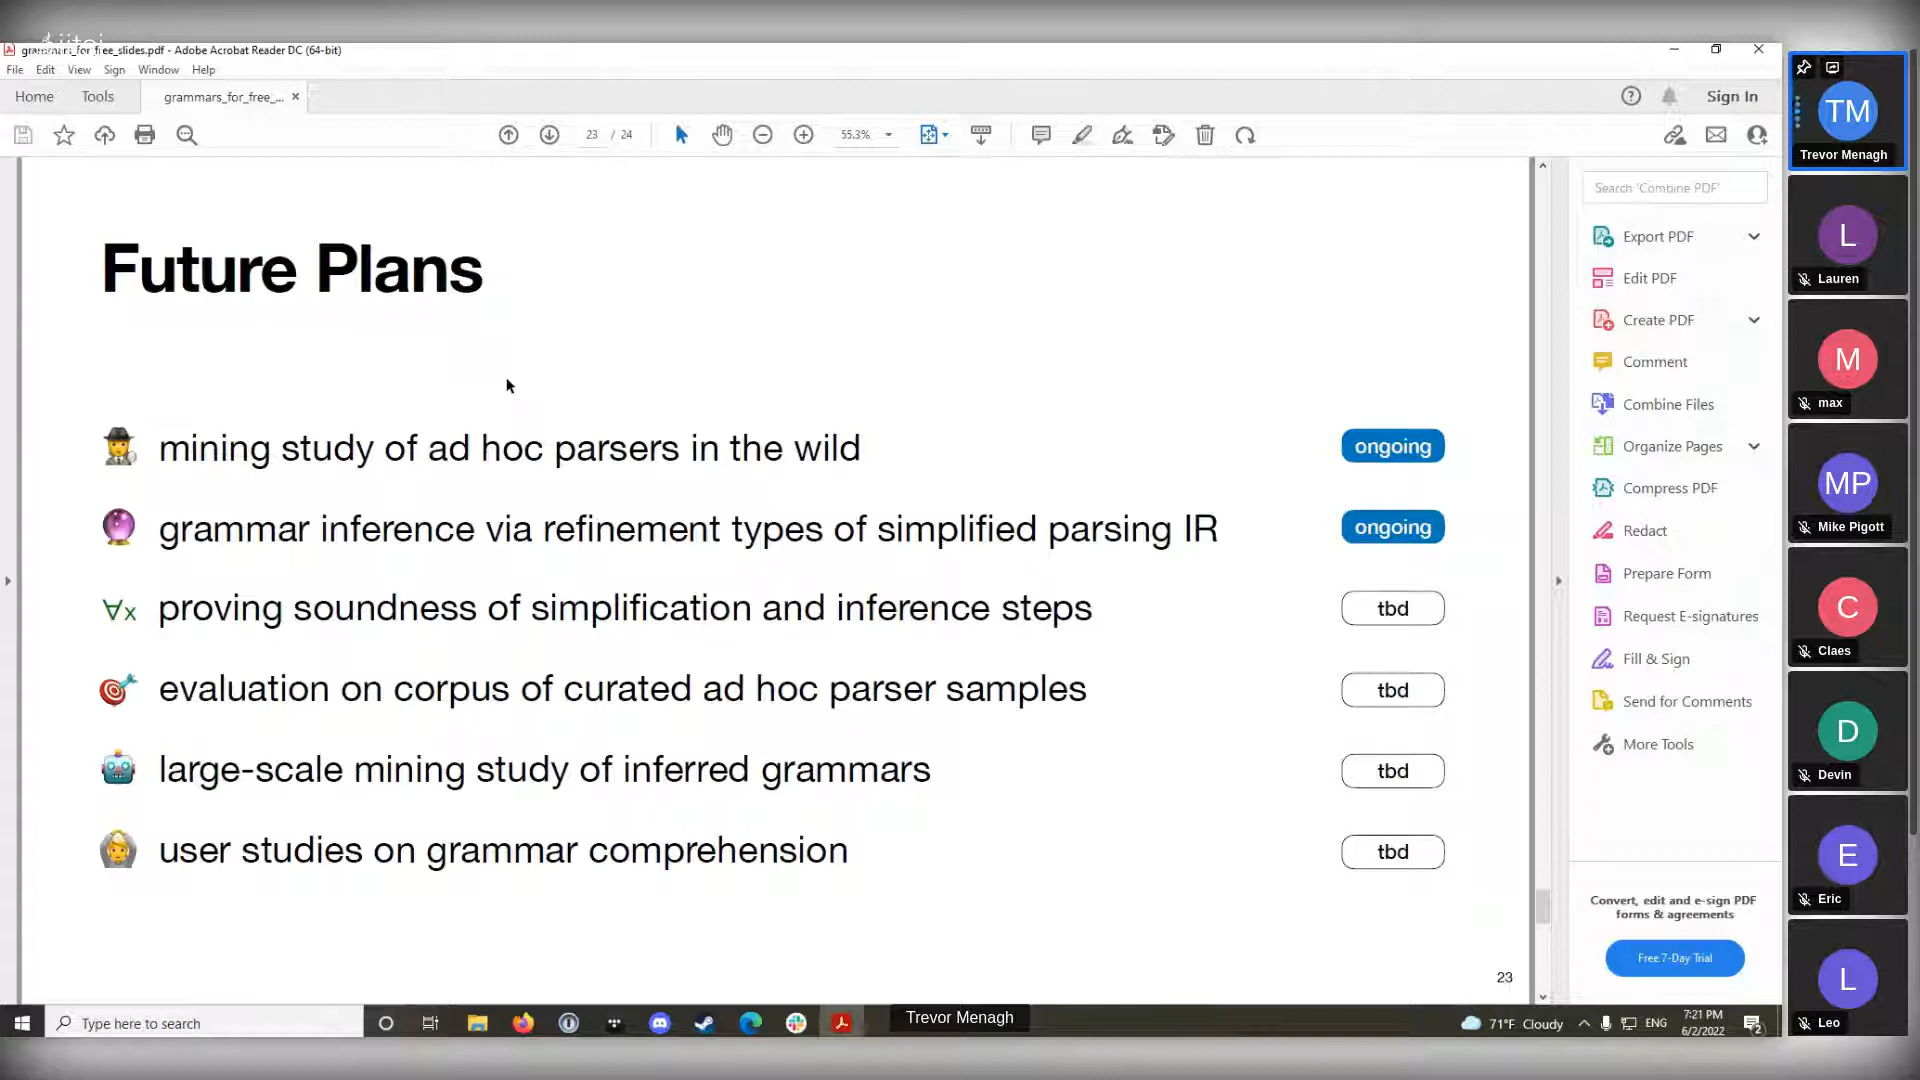 jitsi
grammars_for_free_slides.pdf - Adobe Acrobat Reader DC (64-bit)
File Edit View Sign Window Help
Home Tools grammars_for_free_... × Sign In
23 / 24 55.3%
Search 'Combine PDF'
Future Plans
mining study of ad hoc parsers in the wild ongoing
grammar inference via refinement types of simplified parsing IR ongoing
∀x proving soundness of simplification and inference steps tbd
evaluation on corpus of curated ad hoc parser samples tbd
large-scale mining study of inferred grammars tbd
user studies on grammar comprehension tbd
23
Export PDF
Edit PDF
Create PDF
Comment
Combine Files
Organize Pages
Compress PDF
Redact
Prepare Form
Request E-signatures
Fill & Sign
Send for Comments
More Tools
Convert, edit and e-sign PDF
forms & agreements
Free 7-Day Trial
TM
Trevor Menagh
L
Lauren
M
max
MP
Mike Pigott
C
Claes
D
Devin
E
Eric
L
Leo
Type here to search
Trevor Menagh
71°F Cloudy
ENG
7:21 PM
6/2/2022
2